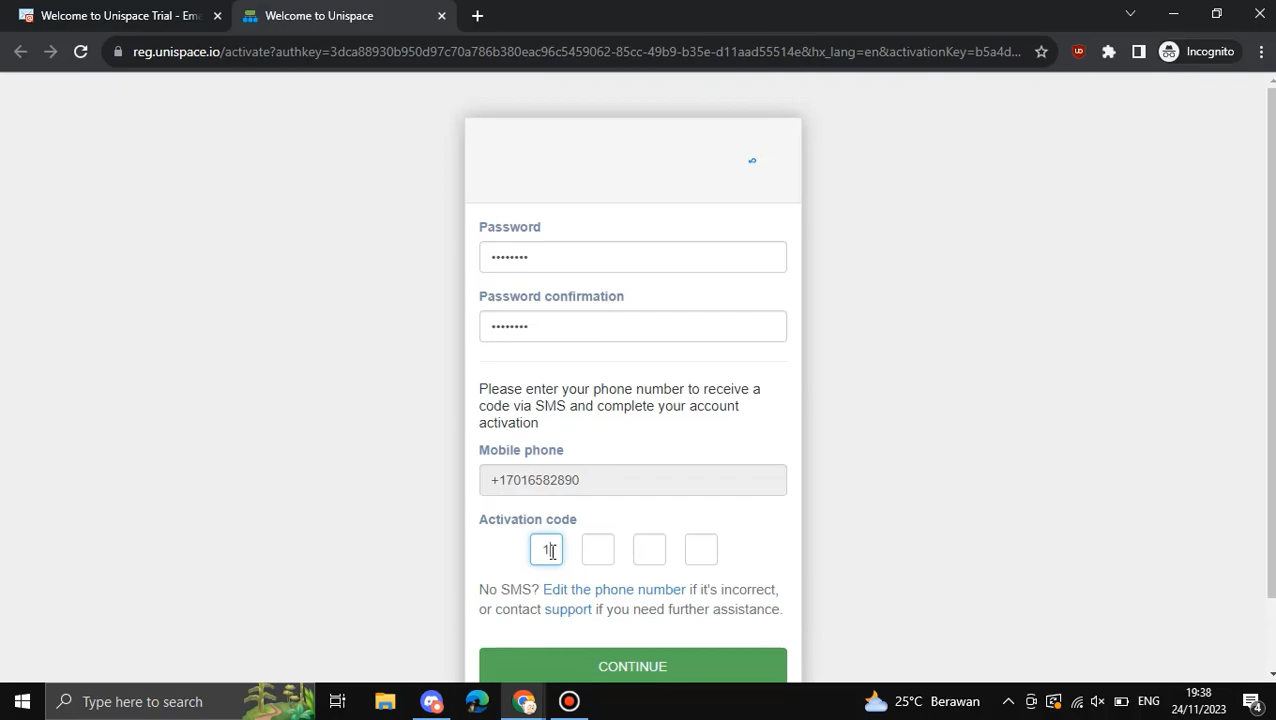 Welcome to Unispace Trial - Ema
Welcome to Unispace
reg.unispace.io/activate?authkey=3dca88930b950d97c70a786b380eac96c5459062-85cc-49b9-b35e-d11aad55514e&hx_lang=en&activationKey=b5a4d...
Incognito
Password
••••••••
Password confirmation
••••••••
Please enter your phone number to receive a
code via SMS and complete your account
activation
Mobile phone
+17016582890
Activation code
1
No SMS? Edit the phone number if it's incorrect,
or contact support if you need further assistance.
CONTINUE
Type here to search
25°C Berawan
ENG
19:38
24/11/2023
4